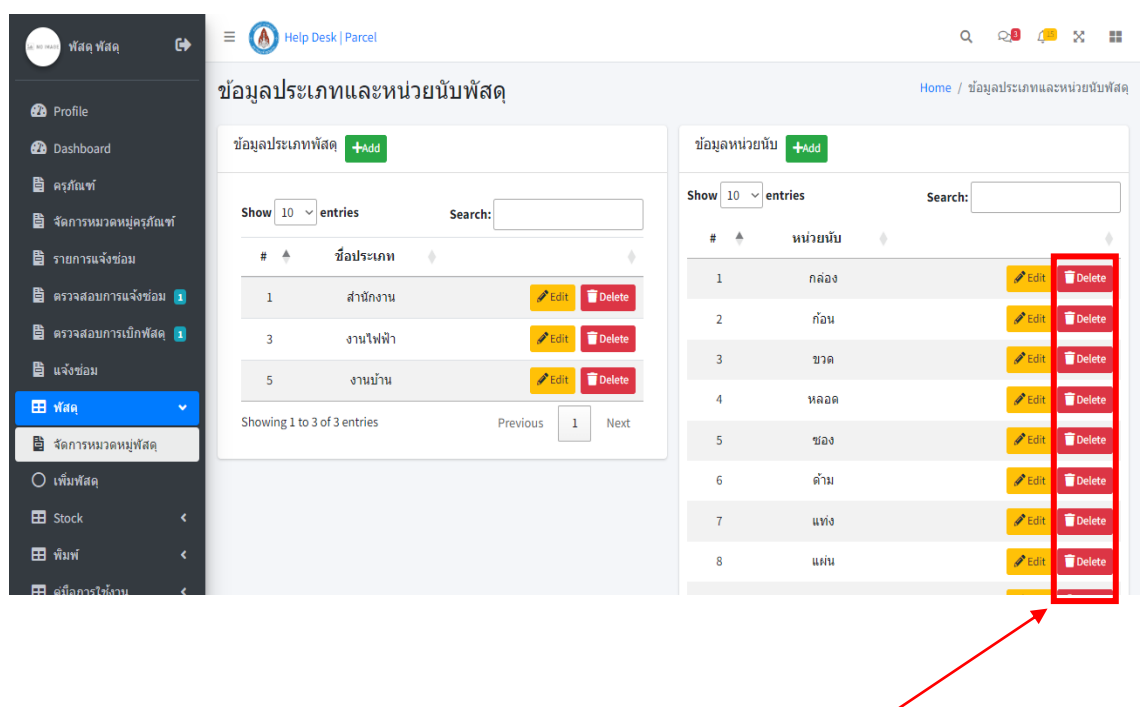 พัสดุ พัสดุ
Profile
Dashboard
ครุภัณฑ์
จัดการหมวดหมู่ครุภัณฑ์
รายการแจ้งซ่อม
ตรวจสอบการแจ้งซ่อม 1
ตรวจสอบการเบิกพัสดุ 1
แจ้งซ่อม
พัสดุ
จัดการหมวดหมู่พัสดุ
เพิ่มพัสดุ
Stock
พิมพ์
คู่มือการใช้งาน
Help Desk | Parcel
3
ข้อมูลประเภทและหน่วยนับพัสดุ
Home / ข้อมูลประเภทและหน่วยนับพัสดุ
ข้อมูลประเภทพัสดุ Add
Show 10 entries Search:
# ชื่อประเภท
1 สำนักงาน Edit Delete
3 งานไฟฟ้า Edit Delete
5 งานบ้าน Edit Delete
Showing 1 to 3 of 3 entries Previous 1 Next
ข้อมูลหน่วยนับ Add
Show 10 entries Search:
# หน่วยนับ
1 กล่อง Edit Delete
2 ก้อน Edit Delete
3 ขวด Edit Delete
4 หลอด Edit Delete
5 ซอง Edit Delete
6 ด้าม Edit Delete
7 แท่ง Edit Delete
8 แผ่น Edit Delete